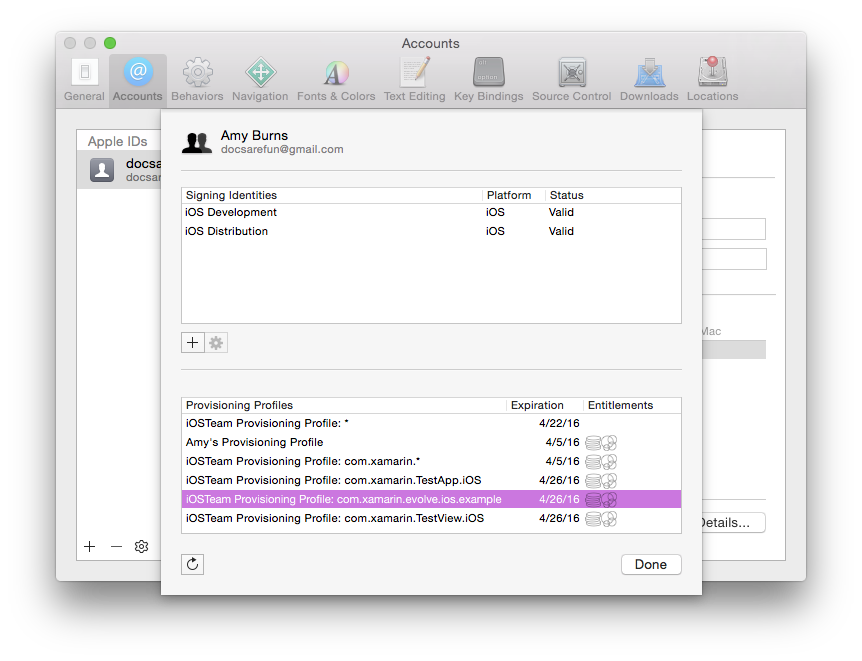 Accounts
General Accounts Behaviors Navigation Fonts & Colors Text Editing Key Bindings Source Control Downloads Locations
Apple IDs
docsa
docsar
Amy Burns
docsarefun@gmail.com
Signing Identities Platform Status
iOS Development iOS Valid
iOS Distribution iOS Valid
Mac
Provisioning Profiles Expiration Entitlements
iOSTeam Provisioning Profile: * 4/22/16
Amy's Provisioning Profile 4/5/16
iOSTeam Provisioning Profile: com.xamarin.* 4/5/16
iOSTeam Provisioning Profile: com.xamarin.TestApp.iOS 4/26/16
iOSTeam Provisioning Profile: com.xamarin.evolve.ios.example 4/26/16
iOSTeam Provisioning Profile: com.xamarin.TestView.iOS 4/26/16
Details...
Done